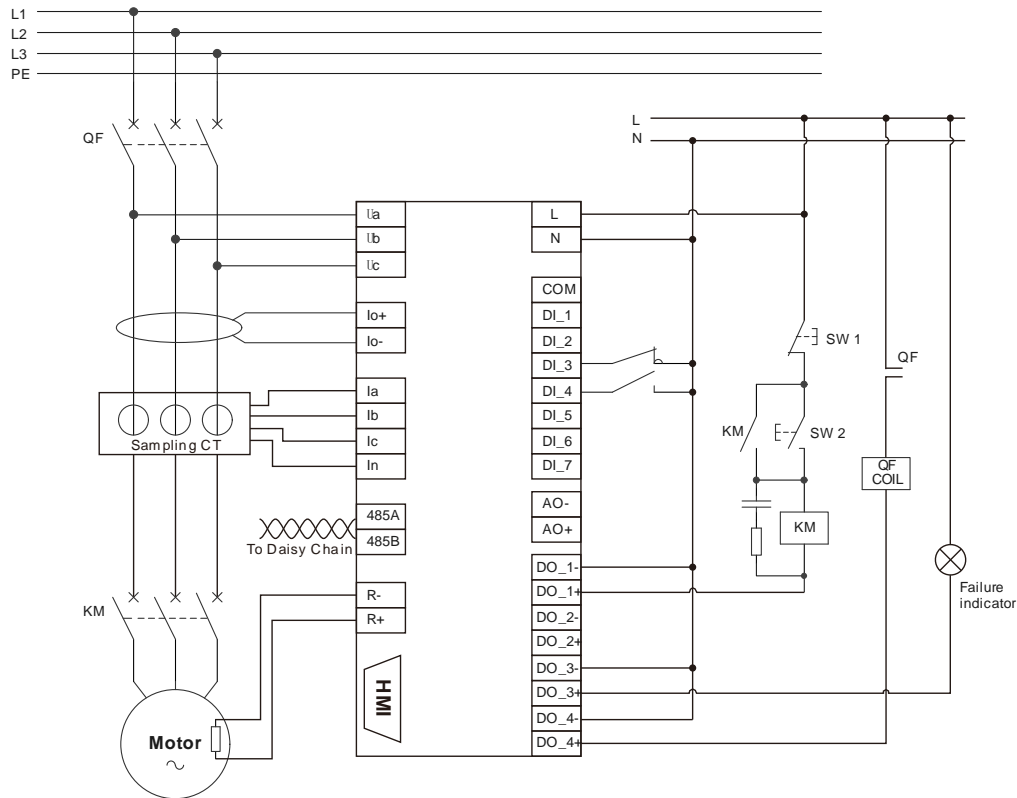 L1
L2
L3
PE
QF
L
N
Ua
Ub
Uc
Io+
Io-
Ia
Ib
Ic
In
Sampling CT
485A
485B
To Daisy Chain
R-
R+
HMI
KM
Motor
L
N
COM
DI_1
DI_2
DI_3
DI_4
DI_5
DI_6
DI_7
AO-
AO+
DO_1-
DO_1+
DO_2-
DO_2+
DO_3-
DO_3+
DO_4-
DO_4+
SW 1
KM
SW 2
KM
QF
QF
COIL
Failure
indicator